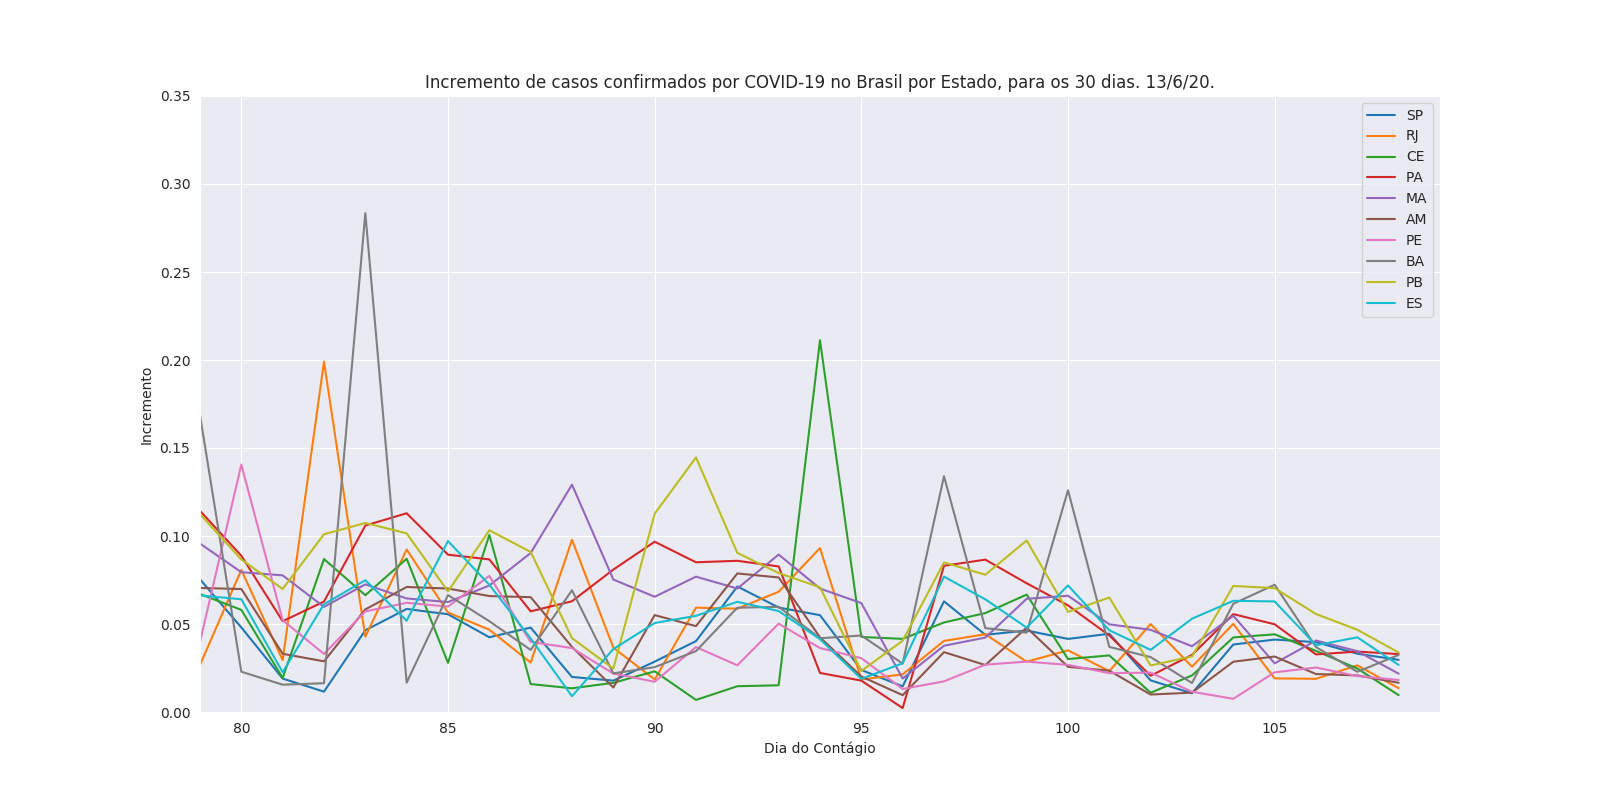 Incremento de casos confirmados por COVID-19 no Brasil por Estado, para os 30 dias. 13/6/20.
0.35
0.30
0.25
0.20
0.15
0.10
0.05
0.00
Incremento
SP
RJ
CE
PA
MA
AM
PE
BA
PB
ES
80
85
90
95
100
105
Dia do Contágio